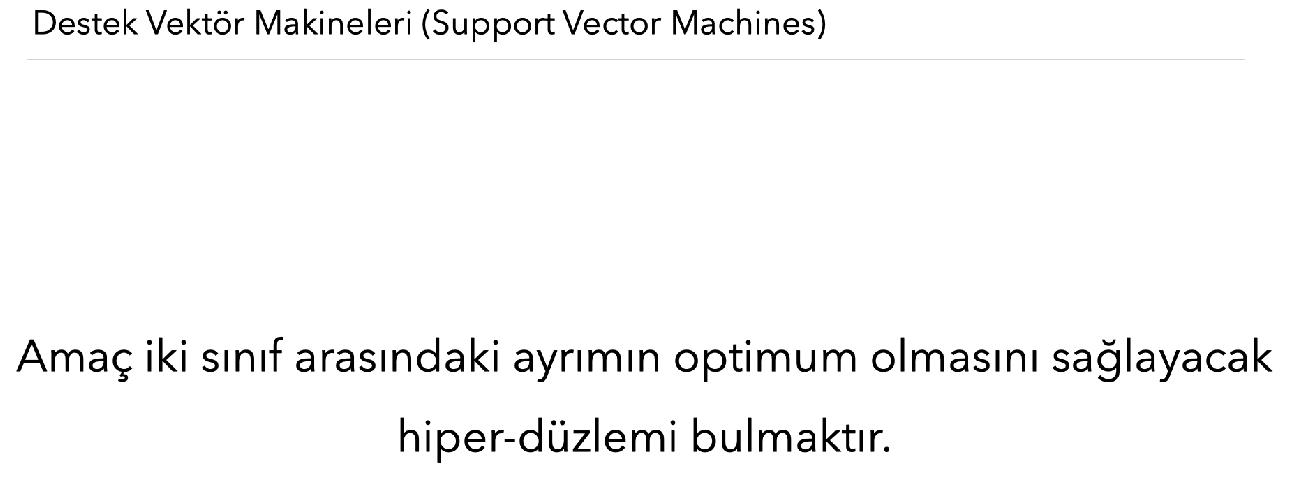 Destek Vektör Makineleri (Support Vector Machines)
Amaç iki sınıf arasındaki ayrımın optimum olmasını sağlayacak
hiper-düzlemi bulmaktır.